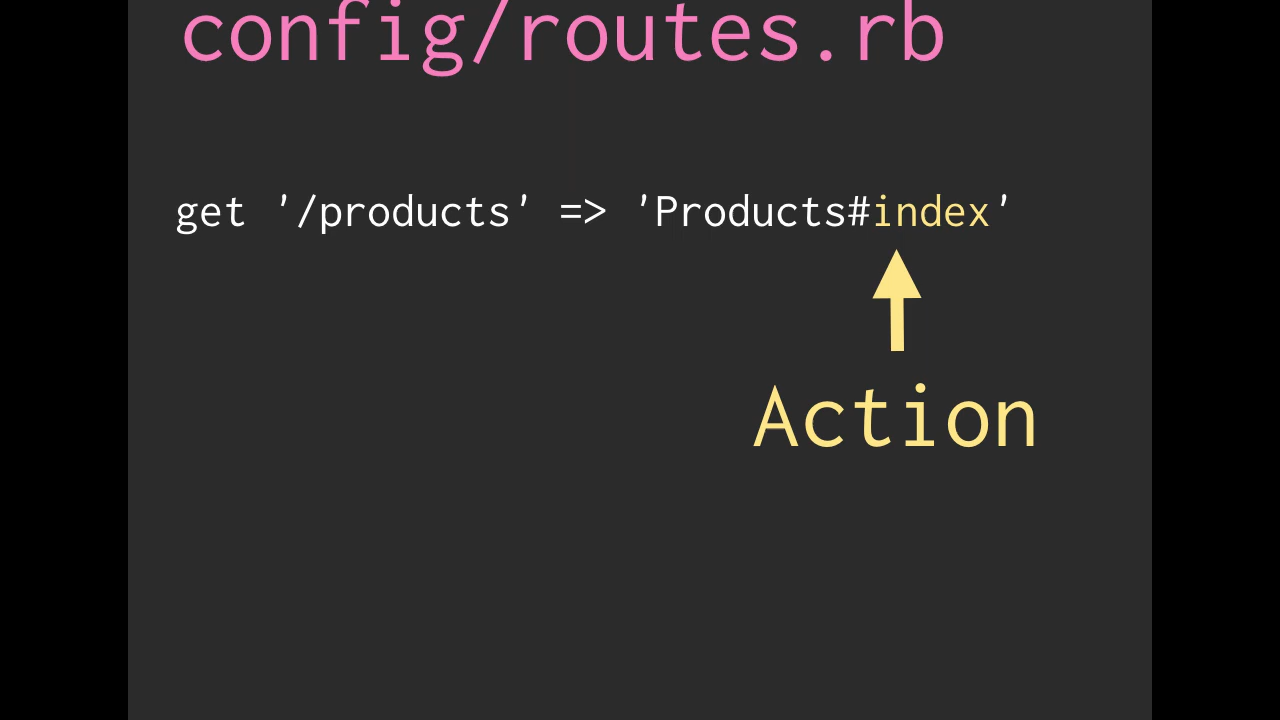 config/routes.rb
get '/products' => 'Products#index'
Action